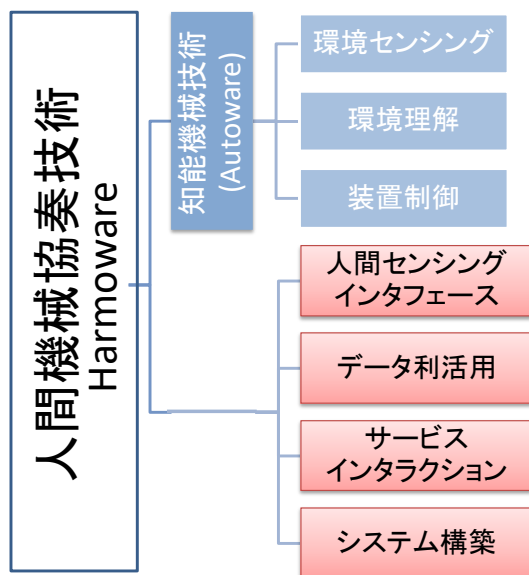 人間機械協奏技術
Harmoware
知能機械技術
(Autoware)
環境センシング
環境理解
装置制御
人間センシング
インタフェース
データ利活用
サービス
インタラクション
システム構築